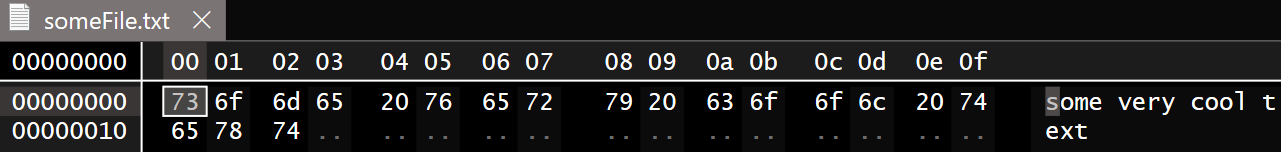 someFile.txt ×
00000000 00 01 02 03 04 05 06 07 08 09 0a 0b 0c 0d 0e 0f
00000000 73 6f 6d 65 20 76 65 72 79 20 63 6f 6f 6c 20 74 some very cool t
00000010 65 78 74 .. .. .. .. .. .. .. .. .. .. .. .. .. ext